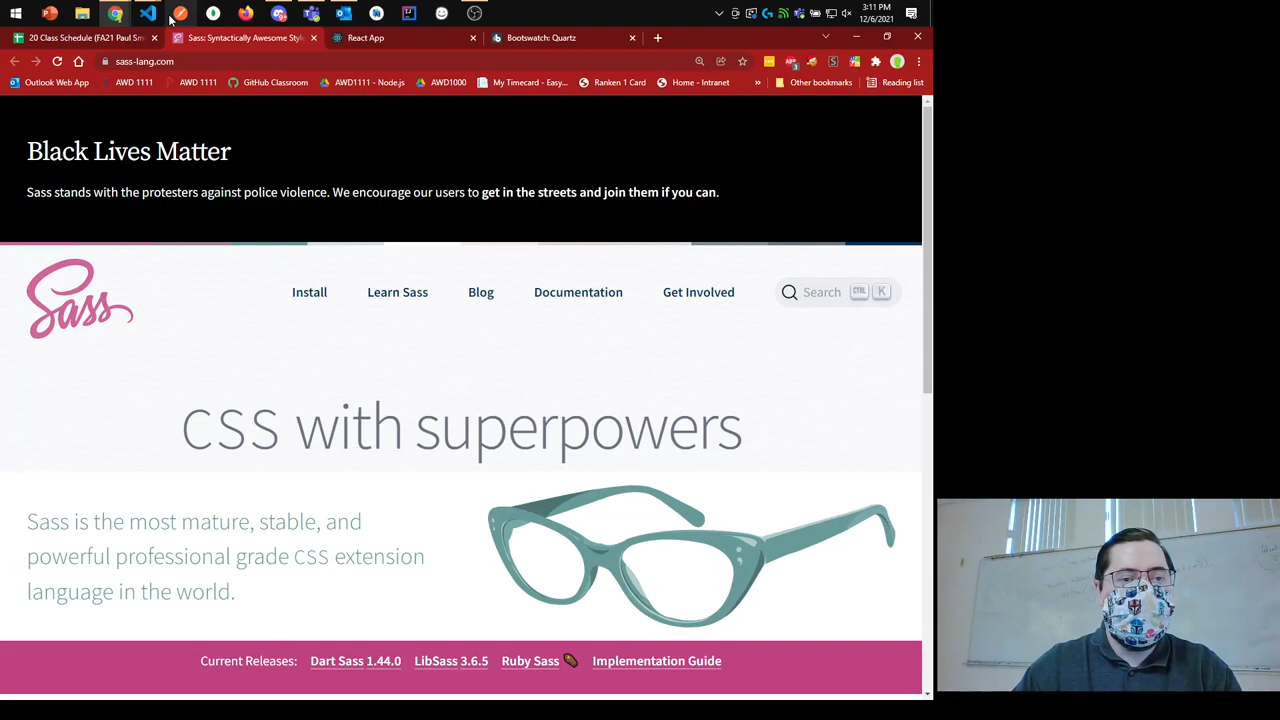 3:11 PM
12/6/2021
20 Class Schedule (FA21 Paul Sm
Sass: Syntactically Awesome Style
React App
Bootswatch: Quartz
sass-lang.com
Outlook Web App
AWD 1111
AWD 1111
GitHub Classroom
AWD1111 - Node.js
AWD1000
My Timecard - Easy...
Ranken 1 Card
Home - Intranet
»
Other bookmarks
Reading list
Black Lives Matter
Sass stands with the protesters against police violence. We encourage our users to get in the streets and join them if you can.
Sass
Install
Learn Sass
Blog
Documentation
Get Involved
Search
CTRL
K
CSS with superpowers
Sass is the most mature, stable, and
powerful professional grade CSS extension
language in the world.
Current Releases: Dart Sass 1.44.0 LibSass 3.6.5 Ruby Sass Implementation Guide